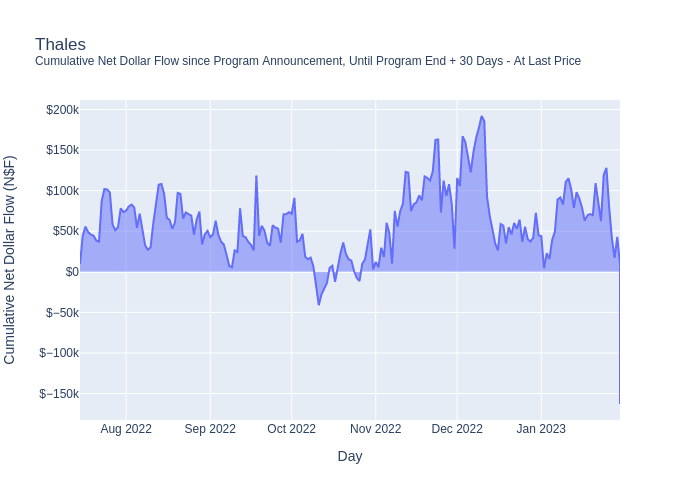 Thales
Cumulative Net Dollar Flow since Program Announcement, Until Program End + 30 Days - At Last Price
Cumulative Net Dollar Flow (N$F)
$200k
$150k
$100k
$50k
$0
$−50k
$−100k
$−150k
Aug 2022
Sep 2022
Oct 2022
Nov 2022
Dec 2022
Jan 2023
Day